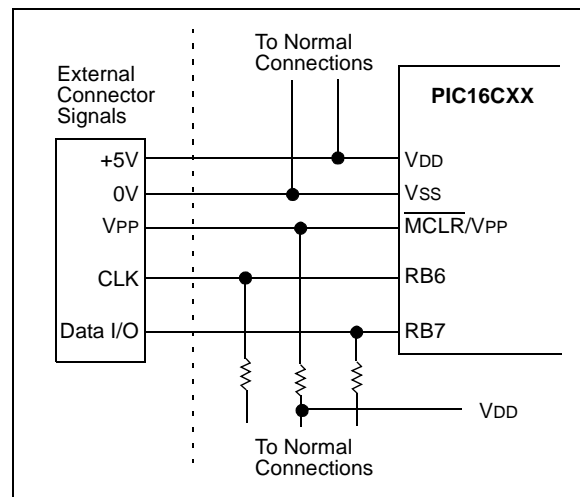 To Normal
Connections
External
Connector
Signals
PIC16CXX
+5V
VDD
0V
VSS
VPP
MCLR/VPP
CLK
RB6
Data I/O
RB7
VDD
To Normal
Connections